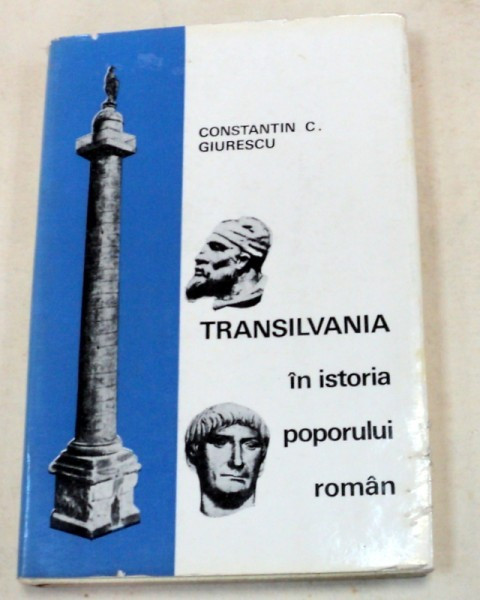 CONSTANTIN C.
GIURESCU
TRANSILVANIA
în istoria
poporului
român